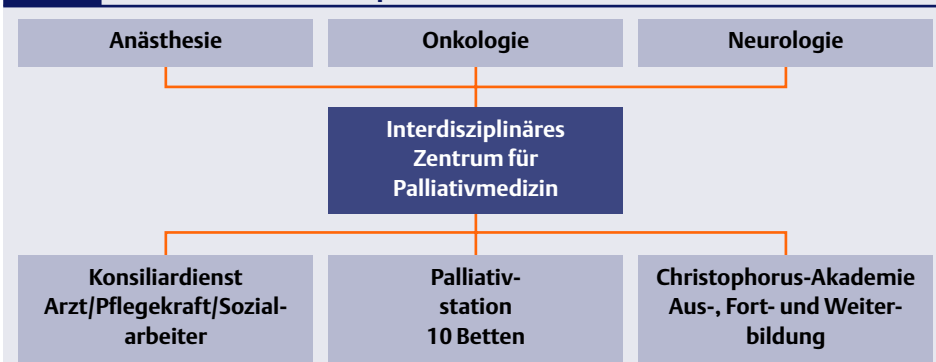 Anästhesie
Onkologie
Neurologie
Interdisziplinäres
Zentrum für
Palliativmedizin
Konsiliardienst
Arzt/Pflegekraft/Sozial-
arbeiter
Palliativ-
station
10 Betten
Christophorus-Akademie
Aus-, Fort- und Weiter-
bildung